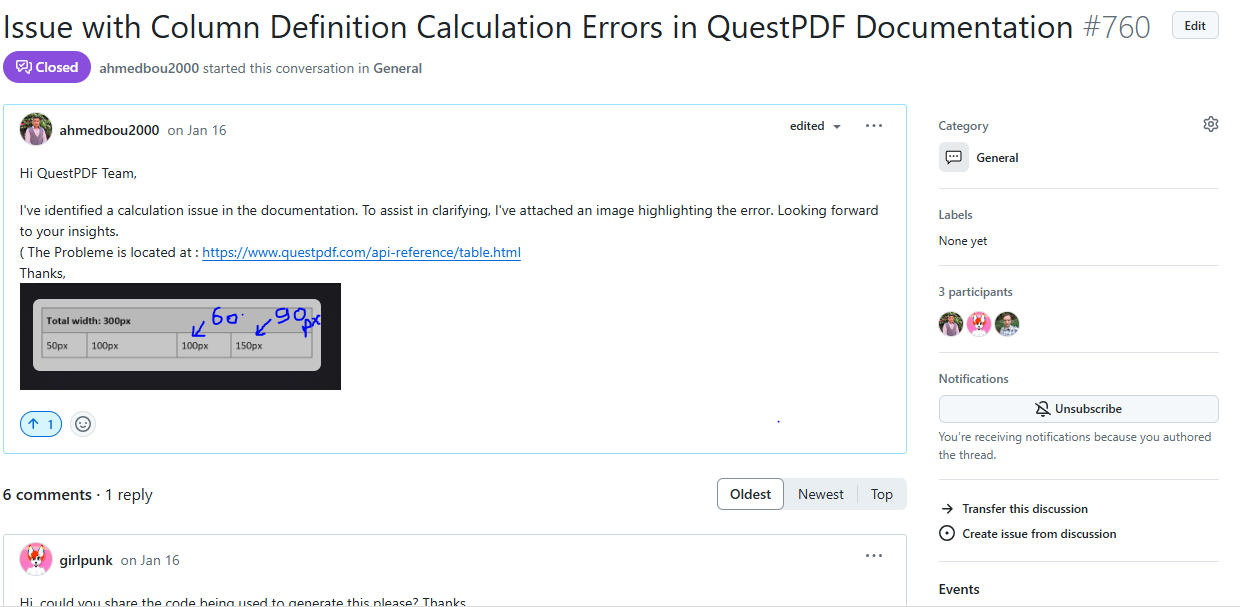 Issue with Column Definition Calculation Errors in QuestPDF Documentation #760
Edit
Closed
ahmedbou2000 started this conversation in General
ahmedbou2000 on Jan 16
edited
Hi QuestPDF Team,
I've identified a calculation issue in the documentation. To assist in clarifying, I've attached an image highlighting the error. Looking forward
to your insights.
( The Probleme is located at : https://www.questpdf.com/api-reference/table.html
Thanks,
60
90
px
Total width: 300px
50px 100px 100px 150px
1
6 comments · 1 reply
Oldest Newest Top
girlpunk on Jan 16
Hi, could you share the code being used to generate this please? Thanks
Category
General
Labels
None yet
3 participants
Notifications
Unsubscribe
You're receiving notifications because you authored
the thread.
Transfer this discussion
Create issue from discussion
Events